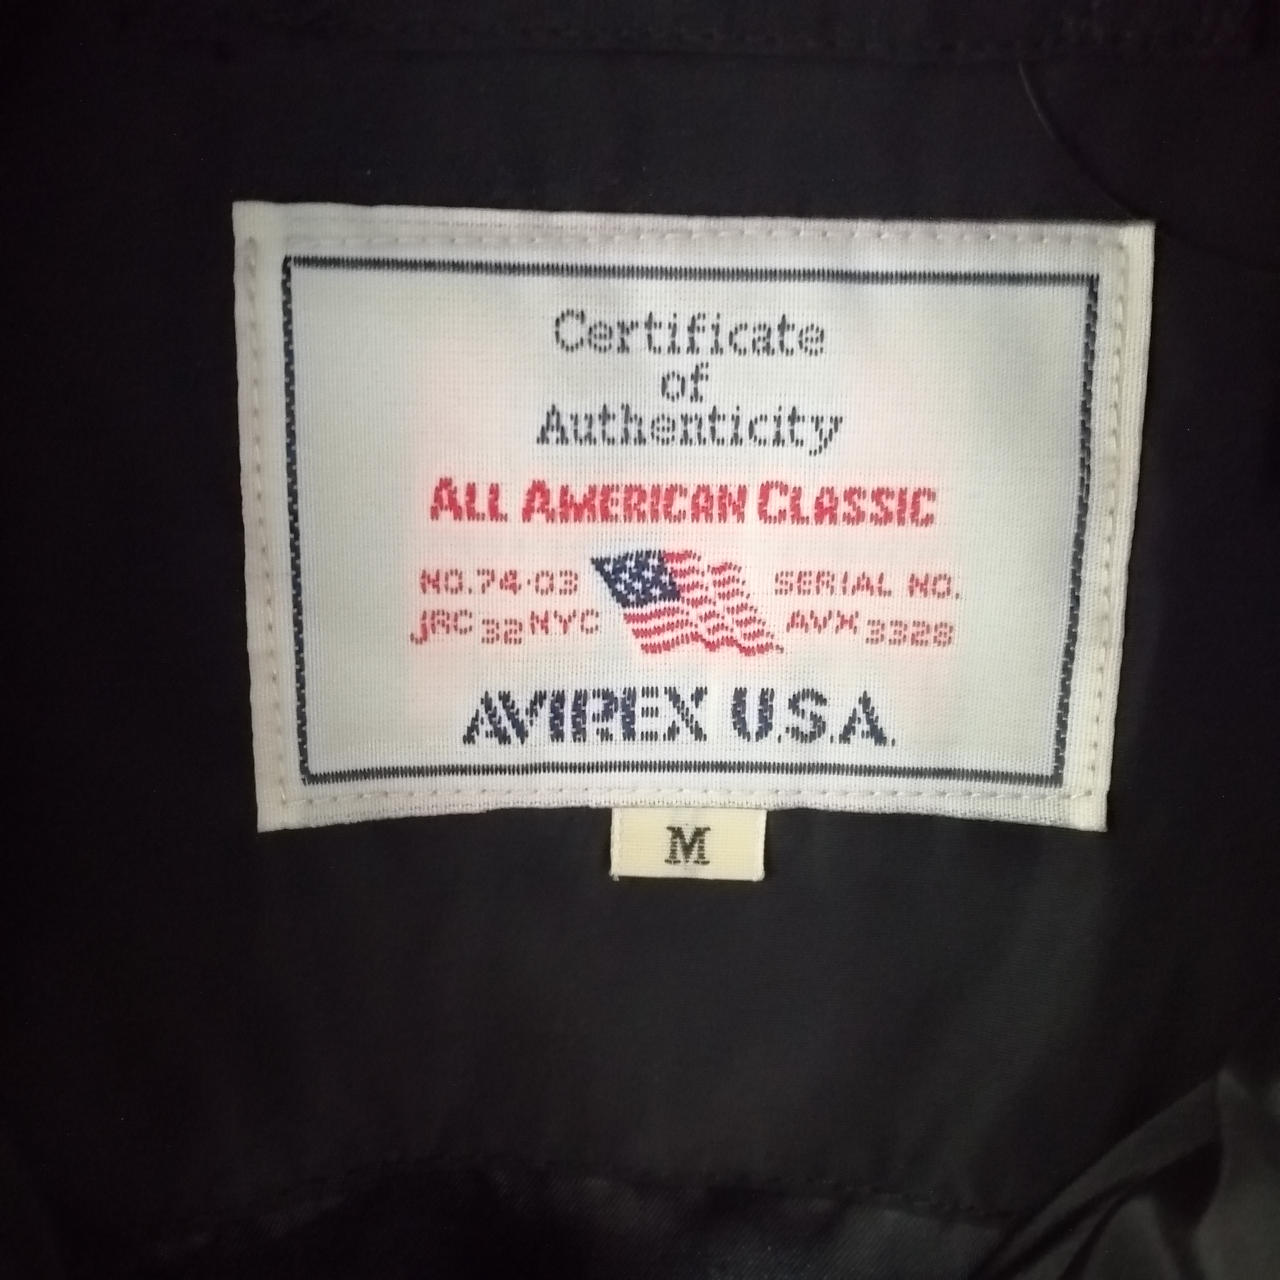 Certificate
of
Authenticity
ALL AMERICAN CLASSIC
NO.74·03 SERIAL NO.
JRC 32 NYC AVX 3328
AVIREX U.S.A.
M